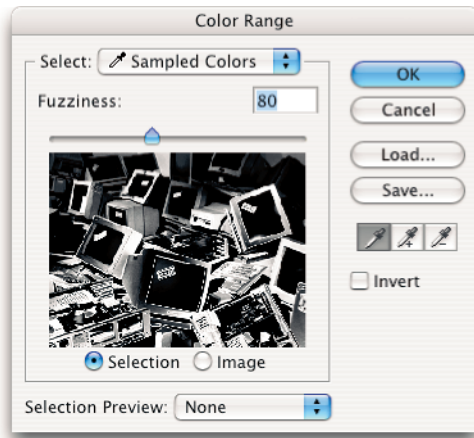 Color Range
Select: Sampled Colors
Fuzziness: 80
Selection Image
Selection Preview: None
OK
Cancel
Load...
Save...
Invert